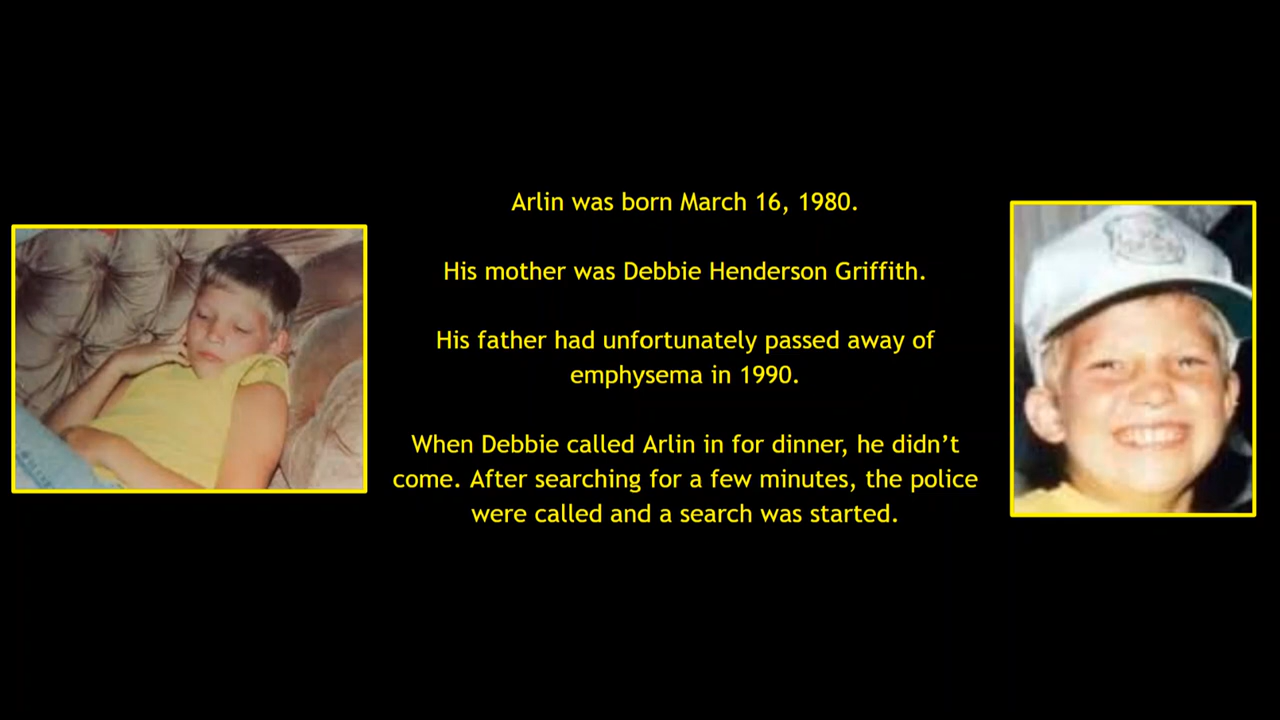 Arlin was born March 16, 1980.
His mother was Debbie Henderson Griffith.
His father had unfortunately passed away of
emphysema in 1990.
When Debbie called Arlin in for dinner, he didn’t
come. After searching for a few minutes, the police
were called and a search was started.